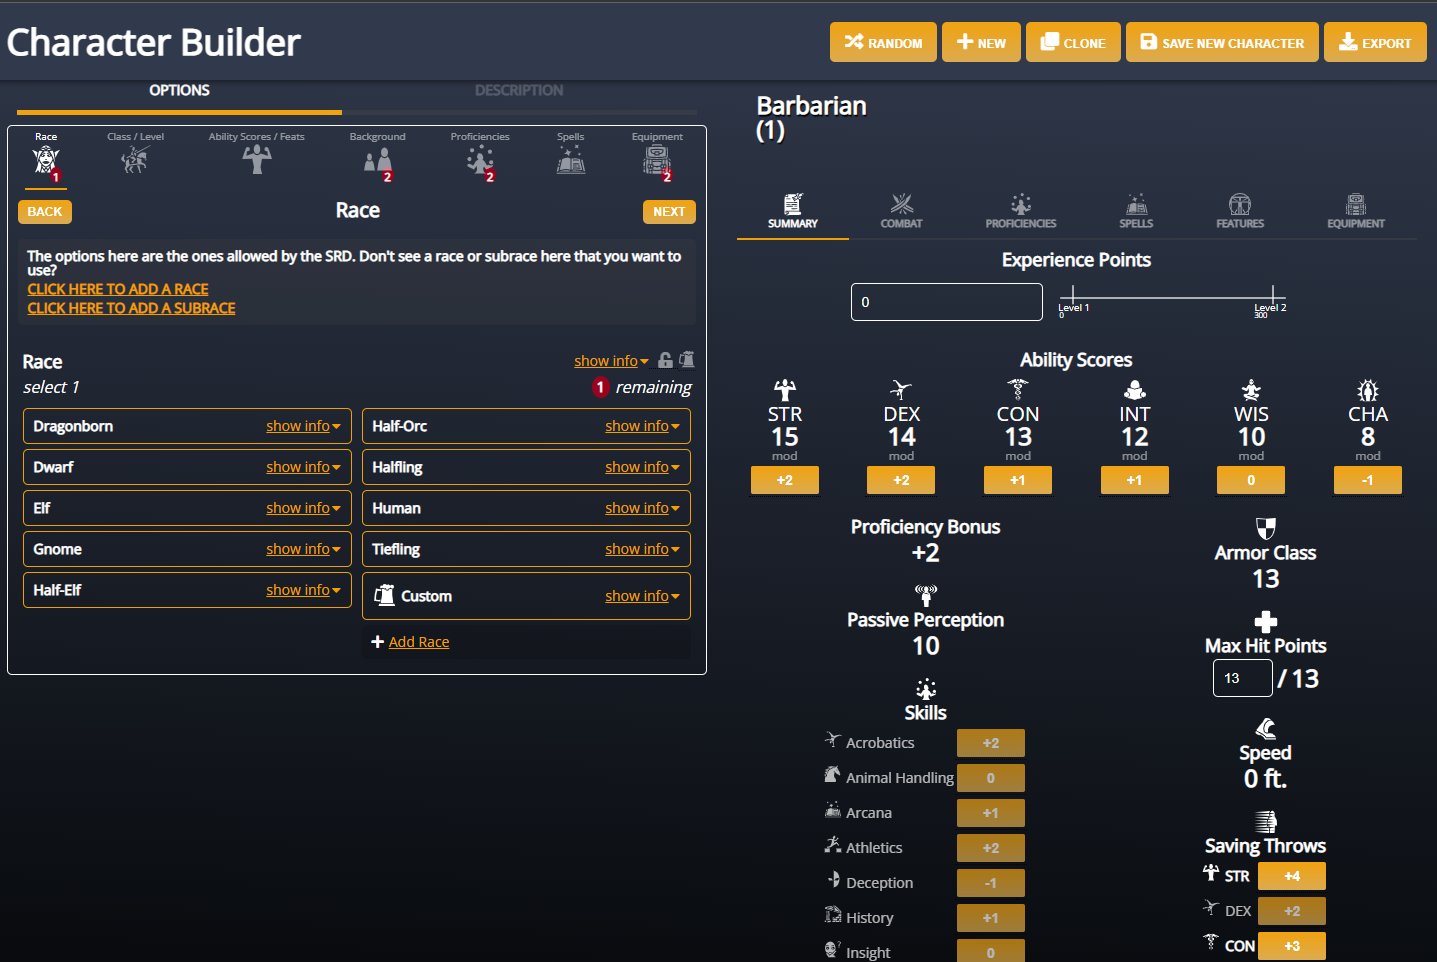 Character Builder
RANDOM
NEW
CLONE
SAVE NEW CHARACTER
EXPORT
OPTIONS
DESCRIPTION
Race
Class / Level
Ability Scores / Feats
Background
Proficiencies
Spells
Equipment
1
2
2
2
BACK
Race
NEXT
The options here are the ones allowed by the SRD. Don't see a race or subrace here that you want to
use?
CLICK HERE TO ADD A RACE
CLICK HERE TO ADD A SUBRACE
Race
show info
select 1
1 remaining
Dragonborn show info
Half-Orc show info
Dwarf show info
Halfling show info
Elf show info
Human show info
Gnome show info
Tiefling show info
Half-Elf show info
Custom show info
Add Race
Barbarian
(1)
SUMMARY
COMBAT
PROFICIENCIES
SPELLS
FEATURES
EQUIPMENT
Experience Points
0
Level 1
0
Level 2
300
Ability Scores
STR
15
mod
+2
DEX
14
mod
+2
CON
13
mod
+1
INT
12
mod
+1
WIS
10
mod
0
CHA
8
mod
-1
Proficiency Bonus
+2
Passive Perception
10
Skills
Acrobatics +2
Animal Handling 0
Arcana +1
Athletics +2
Deception -1
History +1
Insight 0
Armor Class
13
Max Hit Points
13 / 13
Speed
0 ft.
Saving Throws
STR +4
DEX +2
CON +3